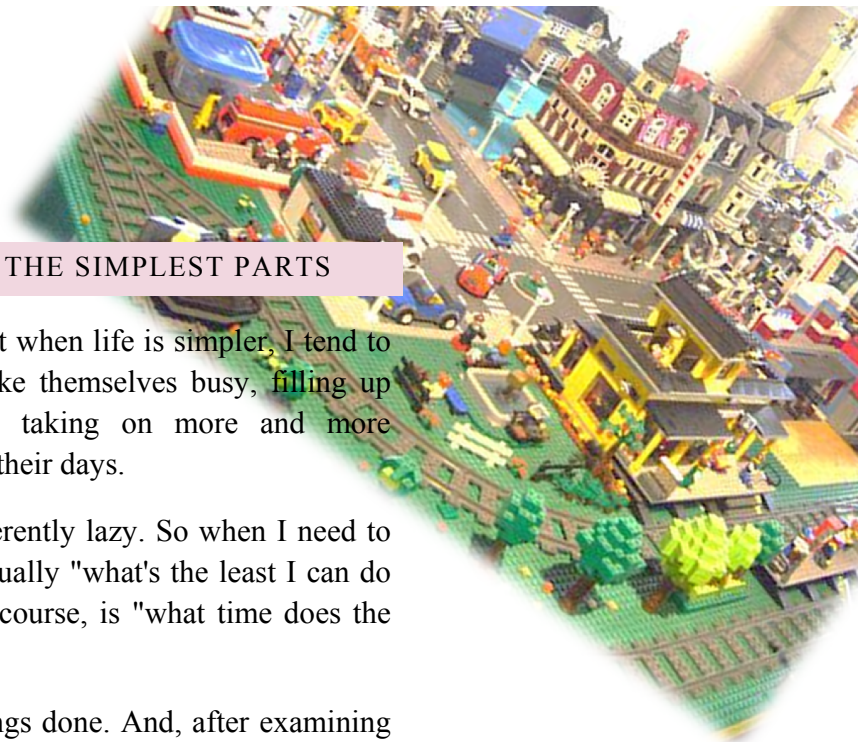 THE SIMPLEST PARTS
t when life is simpler, I tend to
ke themselves busy, filling up
taking on more and more
their days.
erently lazy. So when I need to
ually "what's the least I can do
course, is "what time does the
ngs done. And, after examining
HOTEL